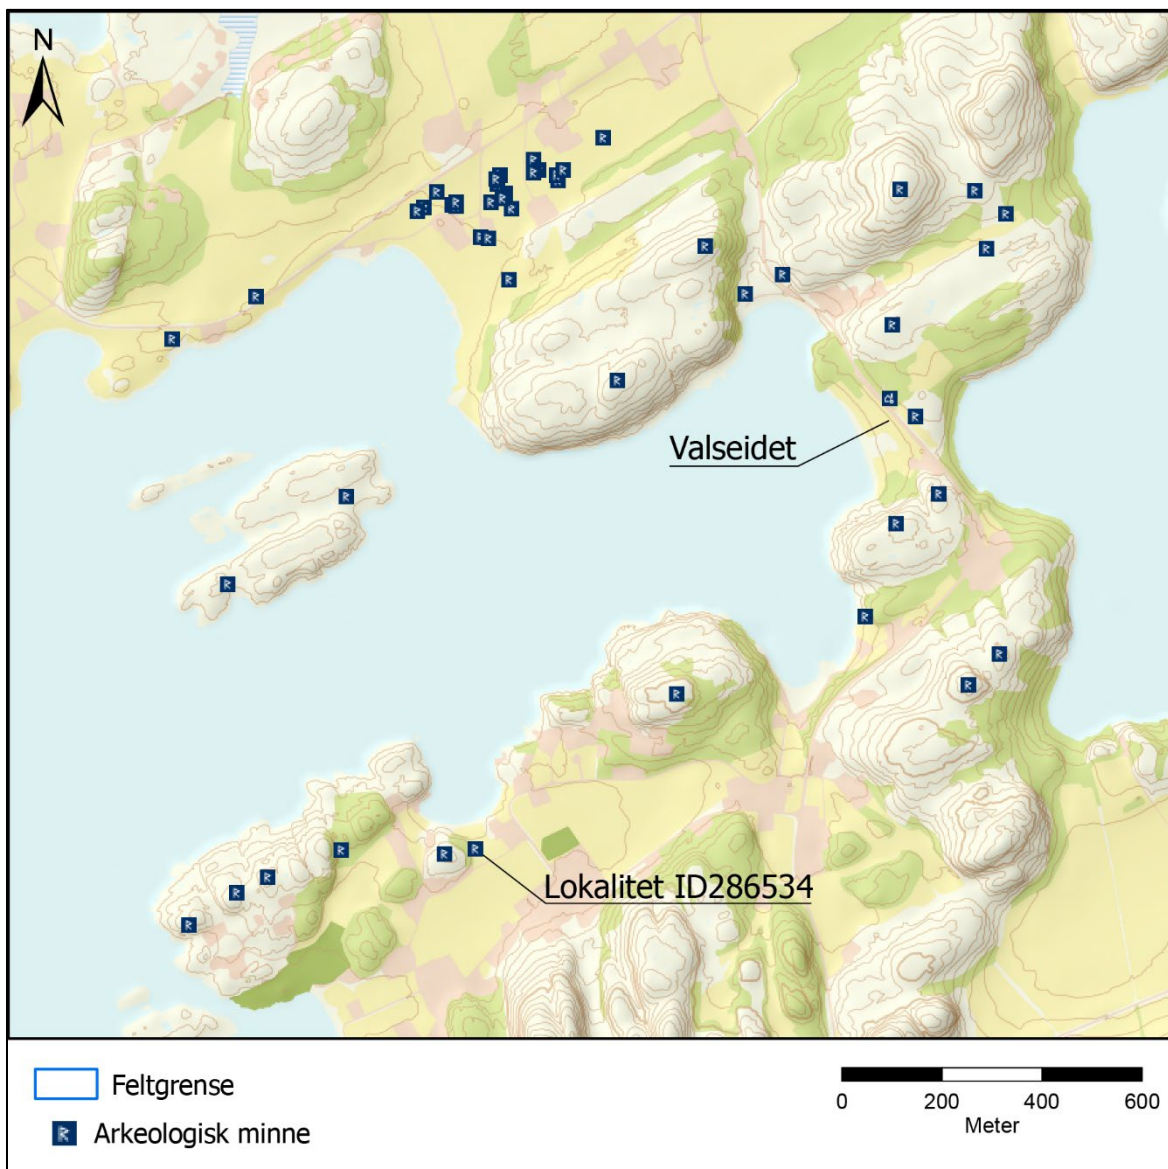 N
Valseidet
Lokalitet ID286534
Feltgrense
Arkeologisk minne
0 200 400 600
Meter